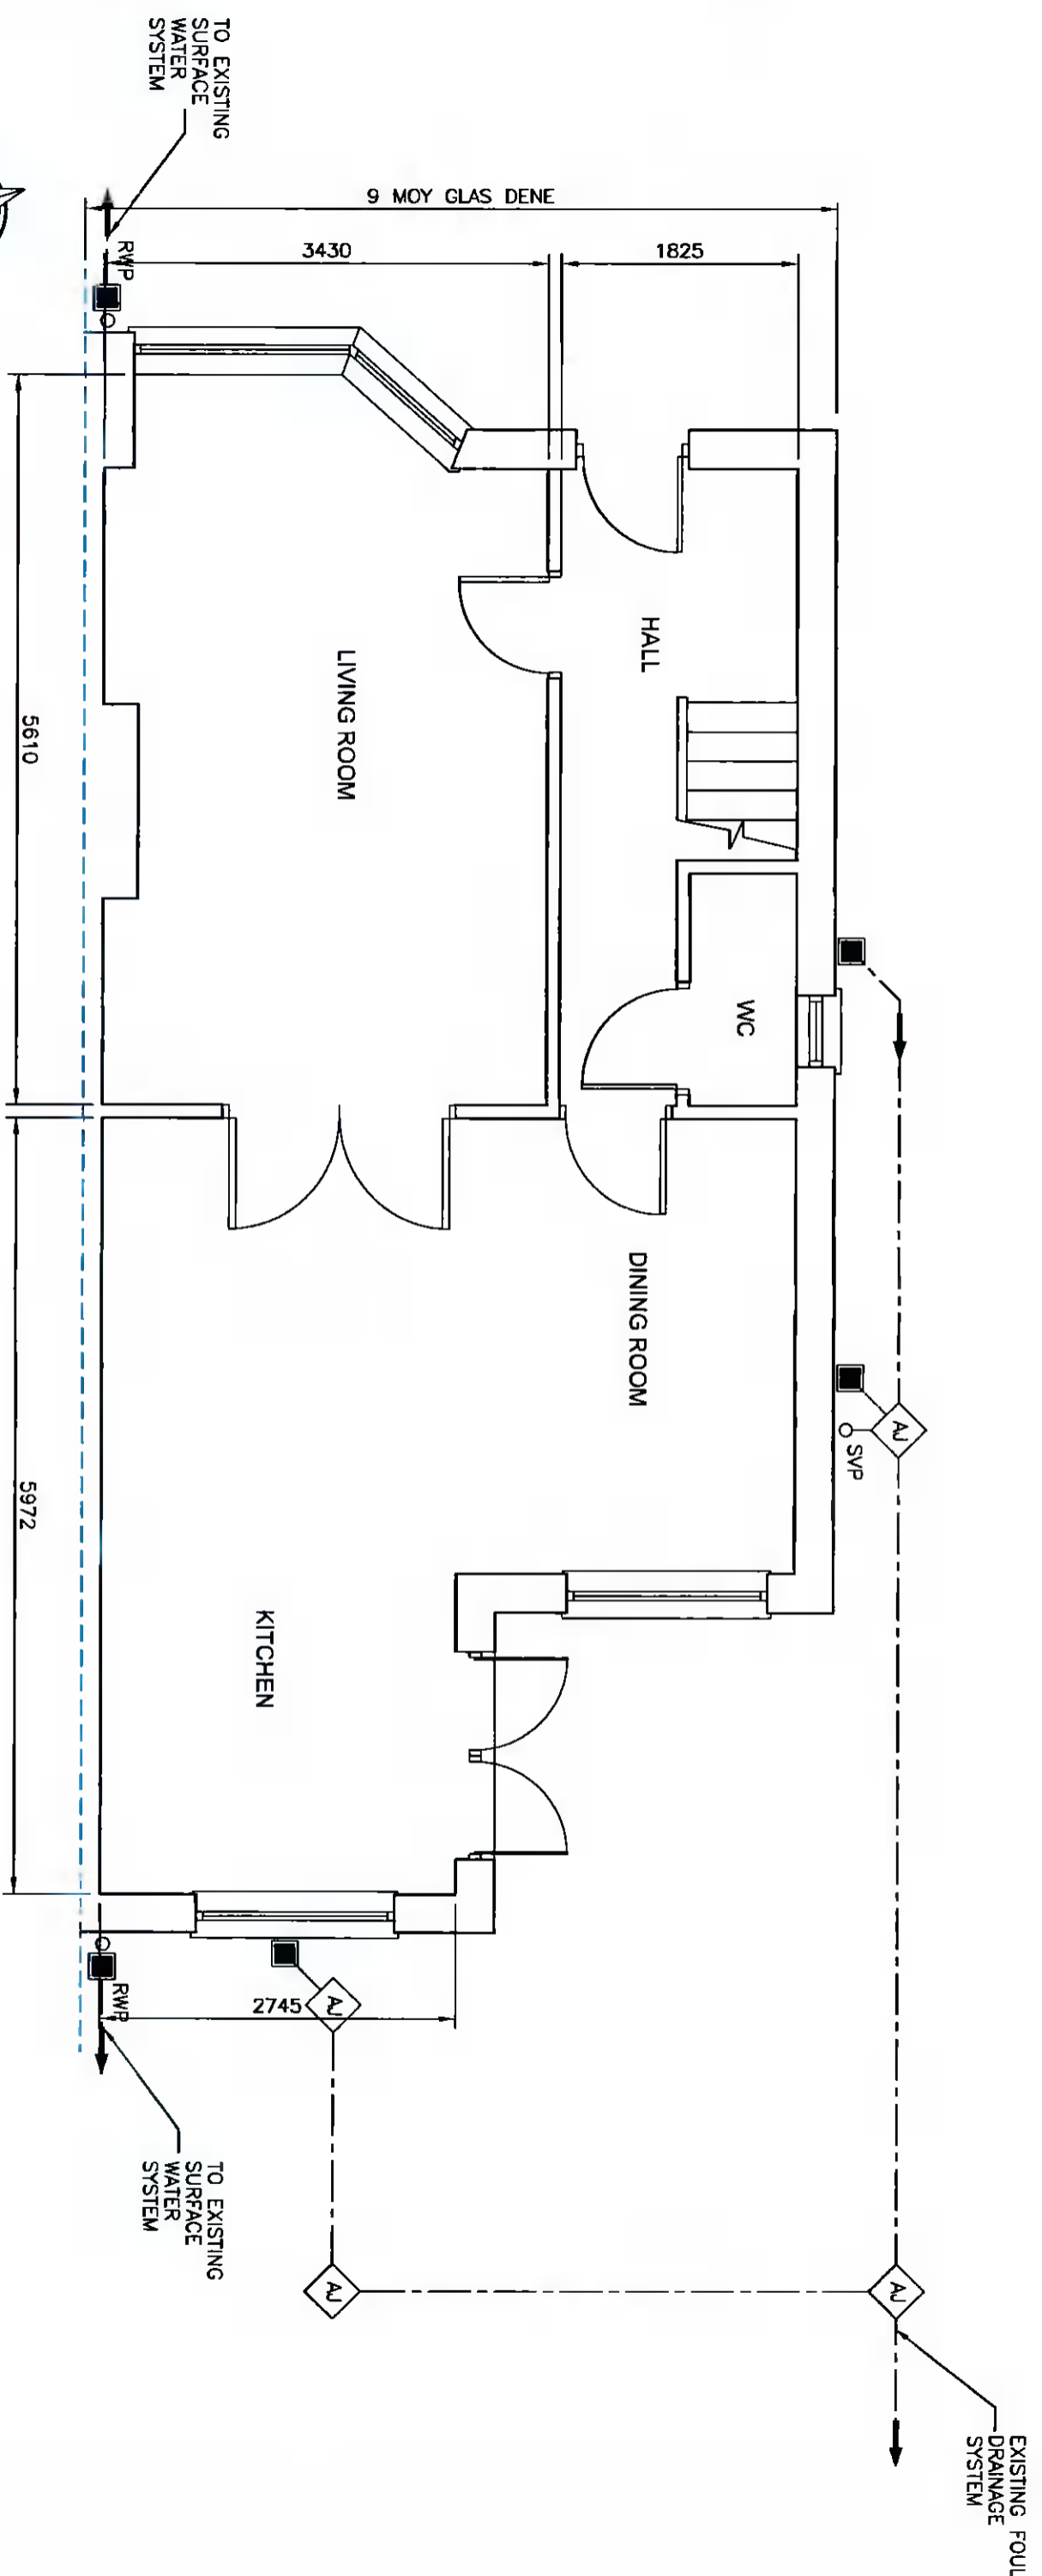 TO EXISTING
SURFACE
WATER
SYSTEM
9 MOY GLAS DENE
RWP
3430
1825
HALL
LIVING ROOM
5610
WC
DINING ROOM
AJ
SVP
5972
KITCHEN
RWP
2745
AJ
TO EXISTING
SURFACE
WATER
SYSTEM
AJ
AJ
EXISTING FOUL
DRAINAGE
SYSTEM